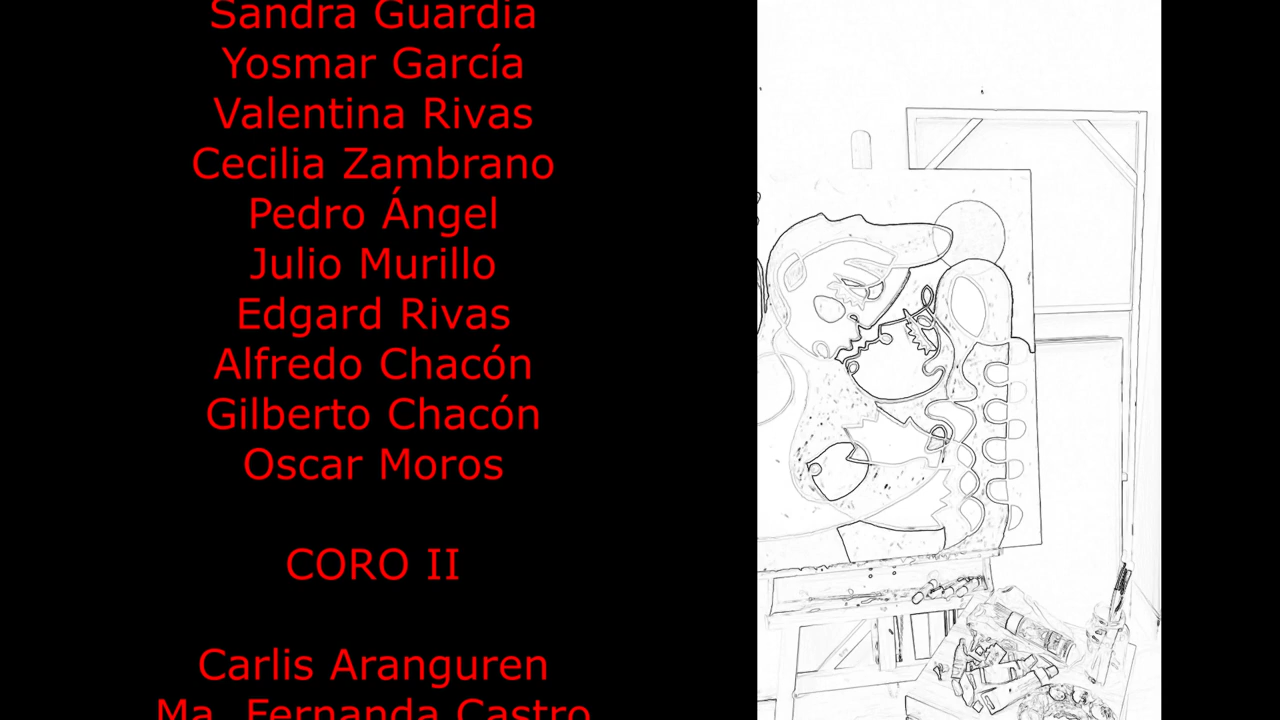 Sandra Guardia
Yosmar García
Valentina Rivas
Cecilia Zambrano
Pedro Ángel
Julio Murillo
Edgard Rivas
Alfredo Chacón
Gilberto Chacón
Oscar Moros
CORO II
Carlis Aranguren
Ma. Fernanda Castro